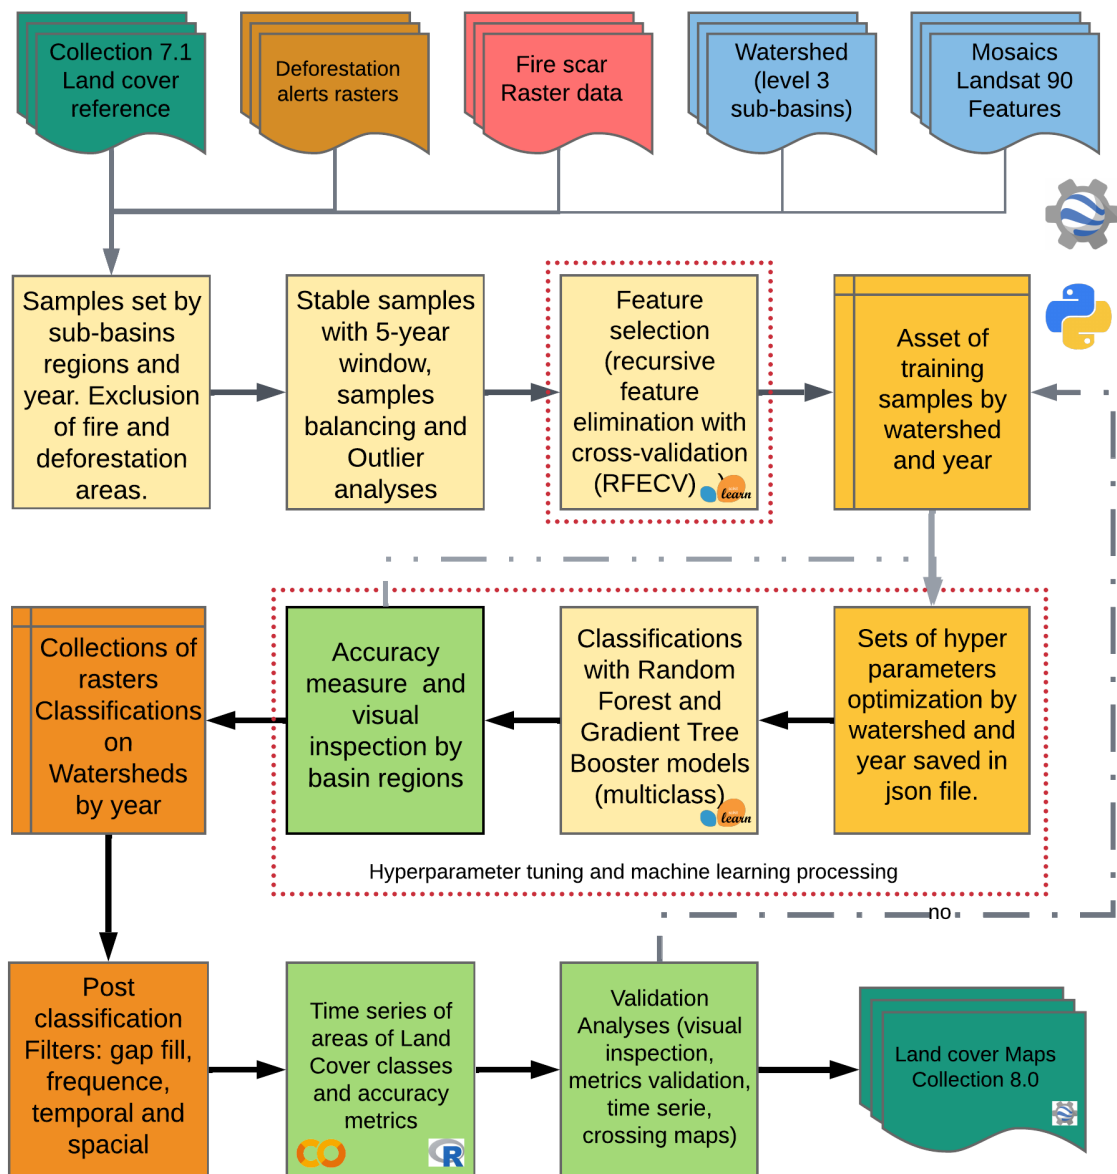 Collection 7.1
Land cover
reference
Deforestation
alerts rasters
Fire scar
Raster data
Watershed
(level 3
sub-basins)
Mosaics
Landsat 90
Features
Samples set by
sub-basins
regions and
year. Exclusion
of fire and
deforestation
areas.
Stable samples
with 5-year
window,
samples
balancing and
Outlier
analyses
Feature
selection
(recursive
feature
elimination with
cross-validation
(RFECV) )
learn
Asset of
training
samples by
watershed
and year
Collections of
rasters
Classifications
on
Watersheds
by year
Accuracy
measure and
visual
inspection by
basin regions
Classifications
with Random
Forest and
Gradient Tree
Booster models
(multiclass)
learn
Sets of hyper
parameters
optimization by
watershed and
year saved in
json file.
Hyperparameter tuning and machine learning processing
no
Post
classification
Filters: gap fill,
frequence,
temporal and
spacial
Time series of
areas of Land
Cover classes
and accuracy
metrics
R
Validation
Analyses (visual
inspection,
metrics validation,
time serie,
crossing maps)
Land cover Maps
Collection 8.0